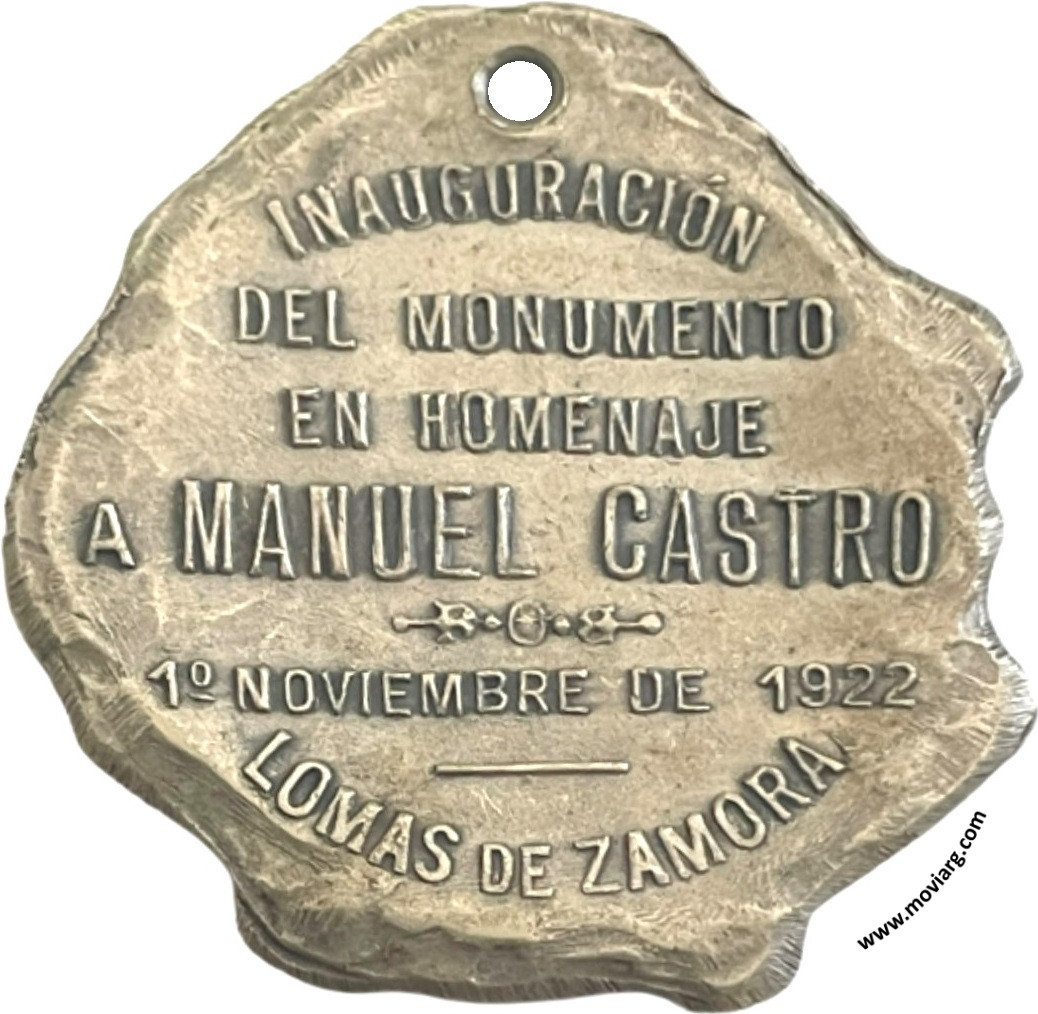 INAUGURACIÓN
DEL MONUMENTO
EN HOMENAJE
A MANUEL CASTRO
1º NOVIEMBRE DE 1922
LOMAS DE ZAMORA
www.moviarg.com